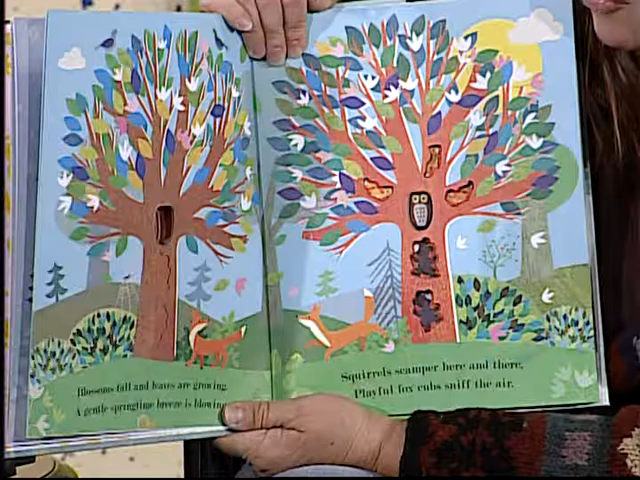 Blossoms fall and leaves are growing,
A gentle springtime breeze is blowing
Squirrels scamper here and there,
Playful fox cubs sniff the air.